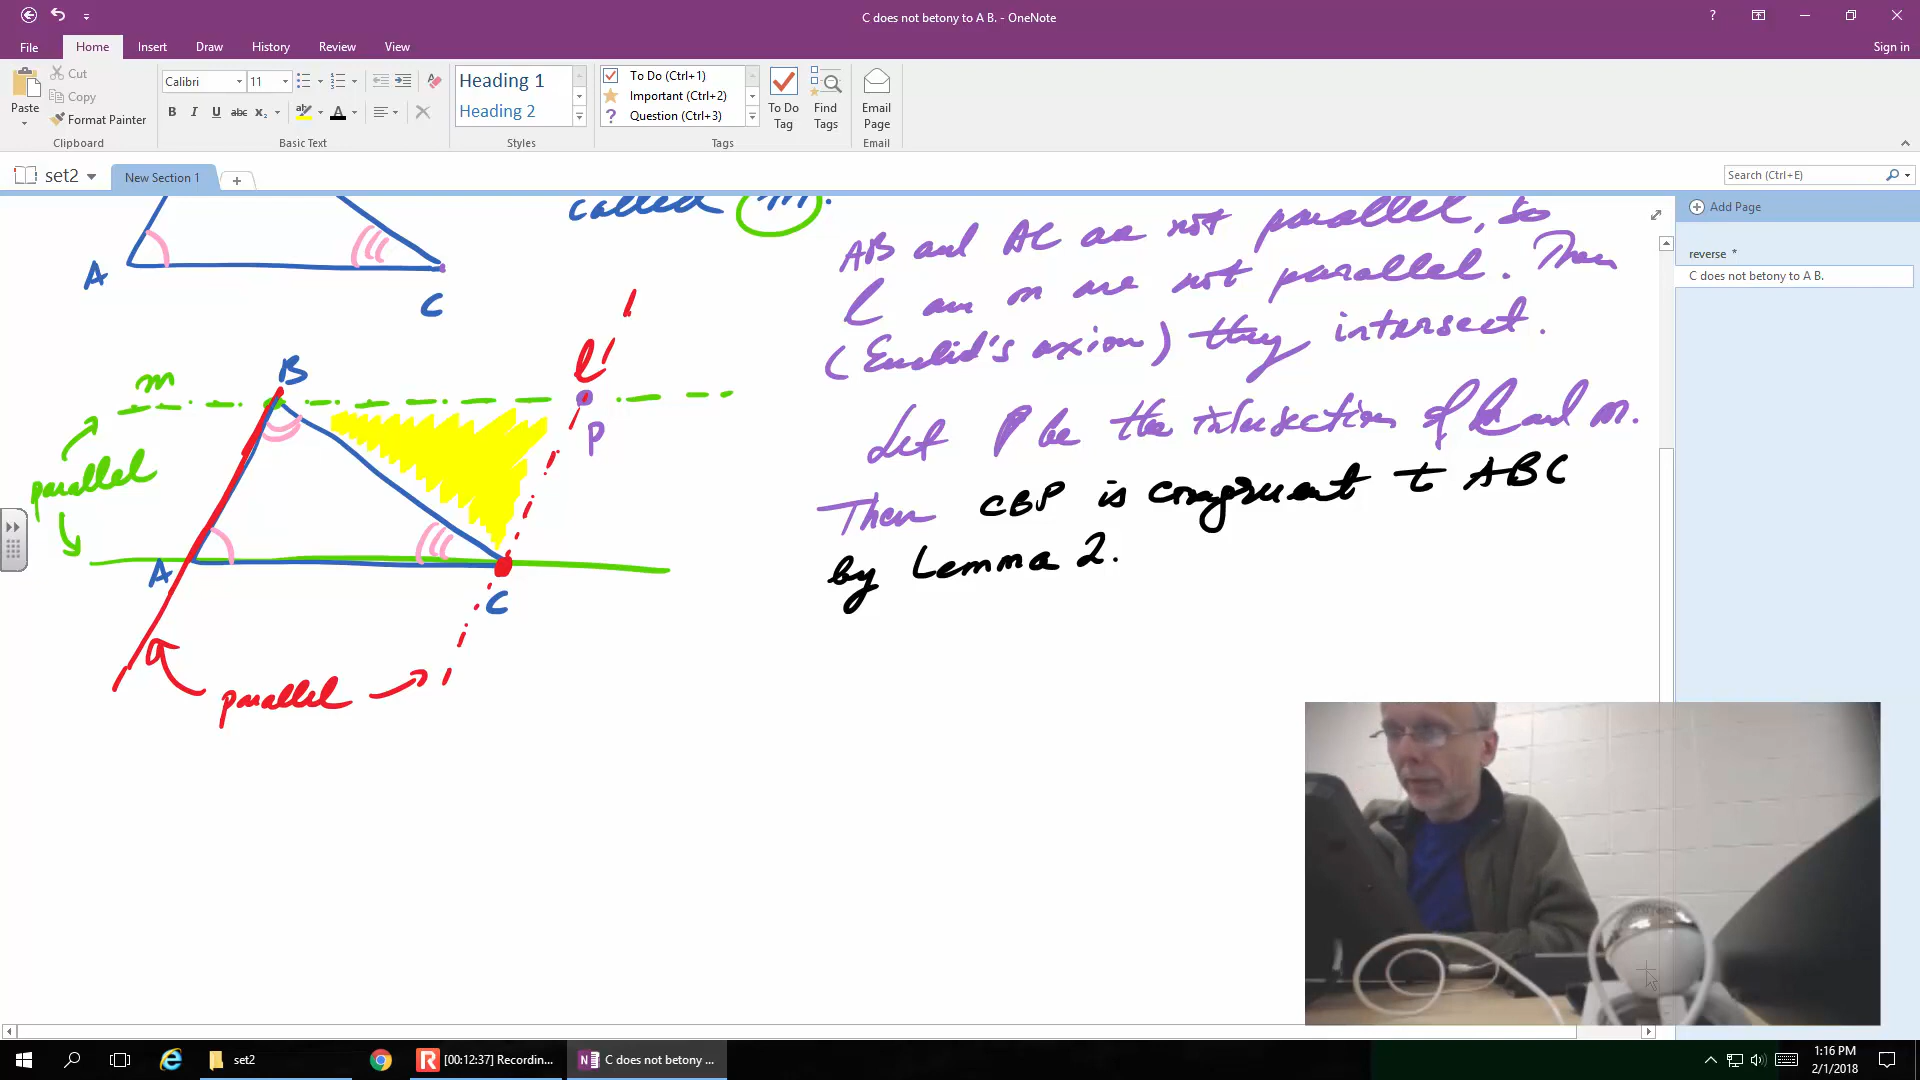 C does not betony to A B. - OneNote
?
Sign in
File Home Insert Draw History Review View
Paste
Cut
Copy
Format Painter
Clipboard
Calibri 11
B I U abc X₂ A
Basic Text
Heading 1
Heading 2
Styles
To Do (Ctrl+1)
Important (Ctrl+2)
Question (Ctrl+3)
To Do Tag
Find Tags
Tags
Email Page
Email
set2
New Section 1
Search (Ctrl+E)
Add Page
reverse *
C does not betony to A B.
called m.
A
C
AB and AC are not parallel, so
l are m are not parallel. Then
(Euclid's axiom) they intersect.
Let P be the intersection of l and m.
Then CBP is congruent t ABC
by Lemma 2.
m
B
l
P
parallel
A
C
parallel
set2
[00:12:37] Recordin...
C does not betony ...
1:16 PM
2/1/2018